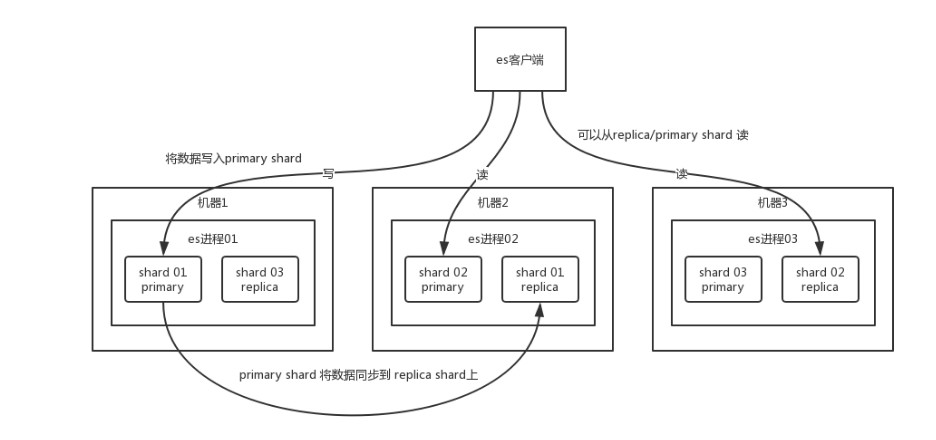 es客户端
可以从replica/primary shard 读
将数据写入primary shard
写
读
读
机器1
机器2
机器3
es进程01
es进程02
es进程03
shard 01
primary
shard 03
replica
shard 02
primary
shard 01
replica
shard 03
primary
shard 02
replica
primary shard 将数据同步到 replica shard上